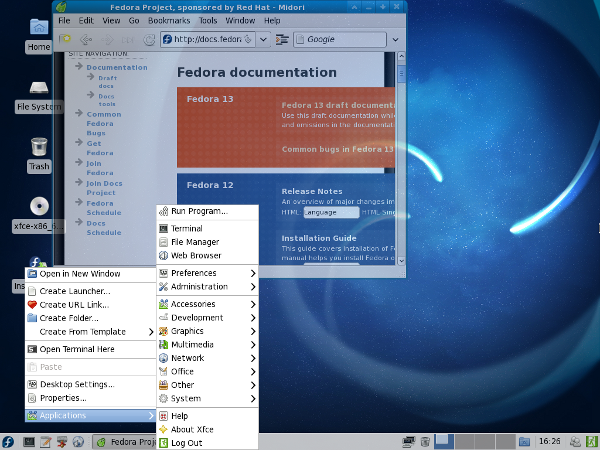 Fedora Project, sponsored by Red Hat - Midori
File Edit View Go Bookmarks Tools Window Help
http://docs.fedora
Google
Home
File System
Trash
xfce-x86_6...
SITE NAVIGATION
Documentation
Draft
docs
Docs
tools
Common
Fedora
Bugs
Get
Fedora
Join
Fedora
Join Docs
Project
Fedora
Schedule
Docs
Schedule
Fedora documentation
Fedora 13
Fedora 13 draft document
Use this draft documentation while
and omissions in the documentat
Common bugs in Fedora 13
Fedora 12
Release Notes
An overview of major changes in
HTML: Language HTML Sing
Installation Guide
This guide covers installation of Fe
manual helps you install Fedora o
Open in New Window
Create Launcher...
Create URL Link...
Create Folder...
Create From Template
Open Terminal Here
Paste
Desktop Settings...
Properties...
Applications
Run Program...
Terminal
File Manager
Web Browser
Preferences
Administration
Accessories
Development
Graphics
Multimedia
Network
Office
Other
System
Help
About Xfce
Log Out
Fedora Proj
16:26